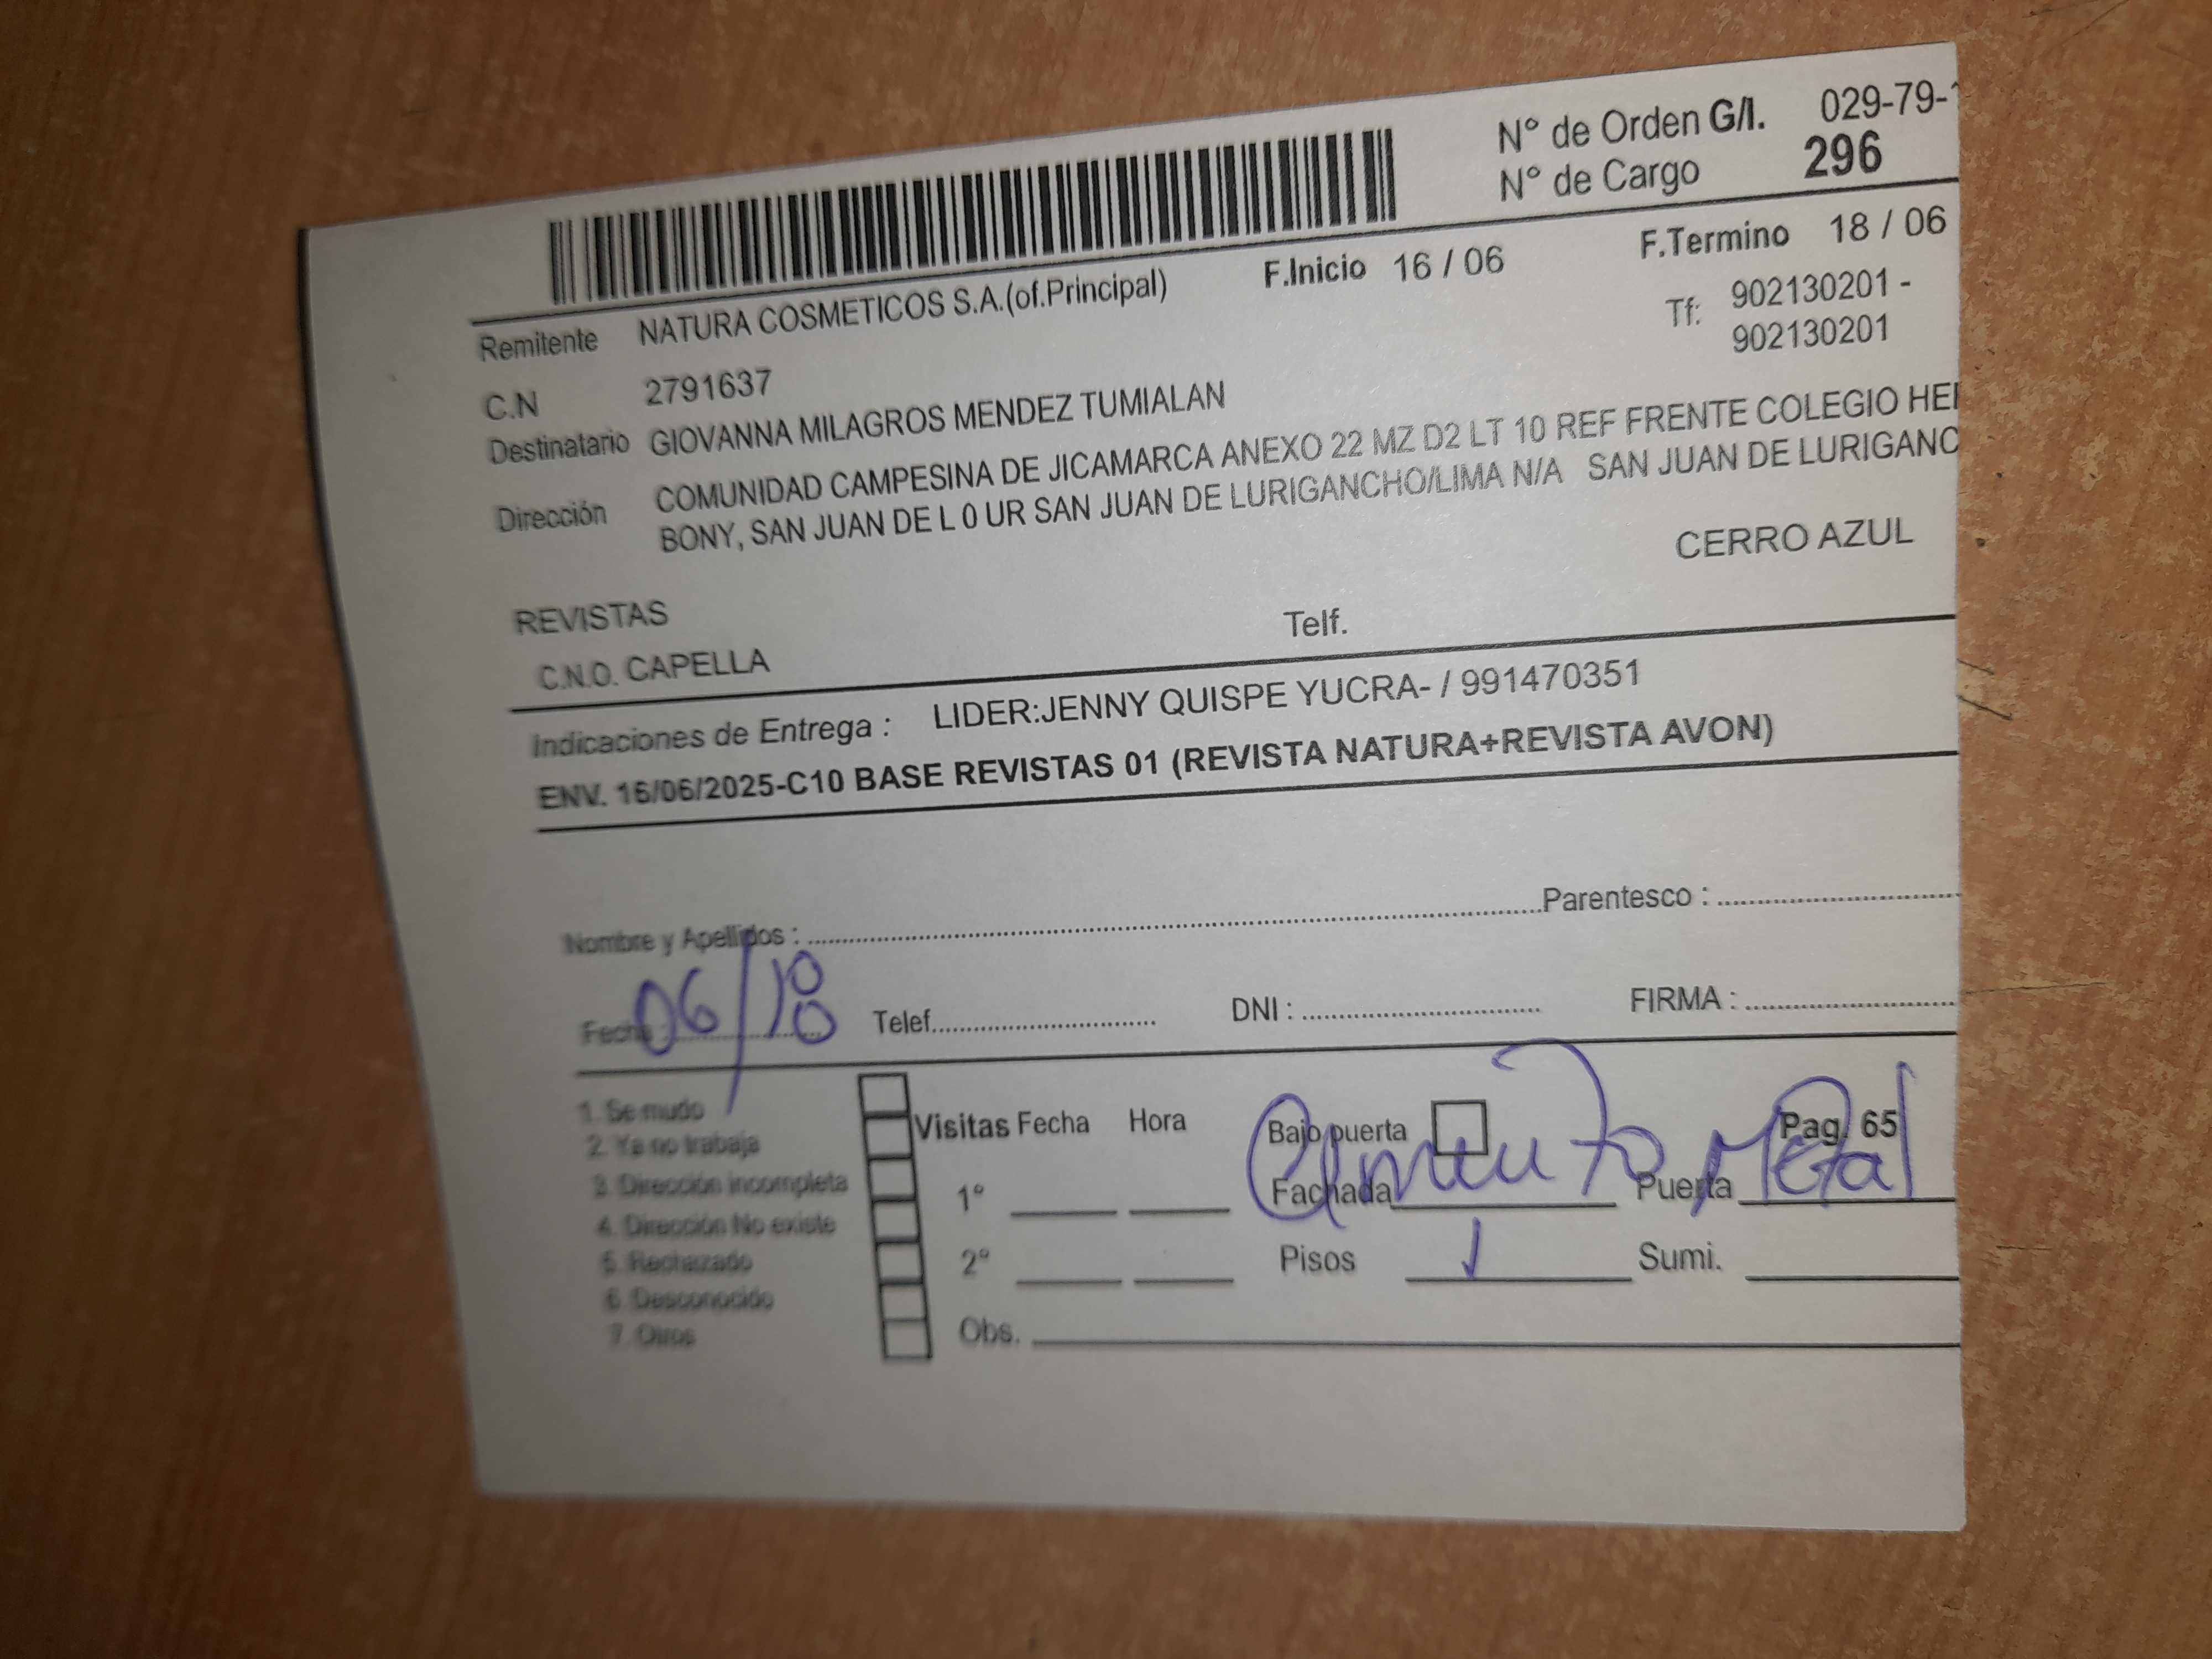 N° de Orden G/I. 029-79-
N° de Cargo 296
F.Inicio 16 / 06 F.Termino 18 / 06
Remitente NATURA COSMETICOS S.A.(of.Principal) Tf: 902130201 -
902130201
C.N 2791637
Destinatario GIOVANNA MILAGROS MENDEZ TUMIALAN
Dirección COMUNIDAD CAMPESINA DE JICAMARCA ANEXO 22 MZ D2 LT 10 REF FRENTE COLEGIO HE
BONY, SAN JUAN DE L 0 UR SAN JUAN DE LURIGANCHO/LIMA N/A SAN JUAN DE LURIGANC
CERRO AZUL
REVISTAS
C.N.O. CAPELLA Telf.
Indicaciones de Entrega : LIDER:JENNY QUISPE YUCRA- / 991470351
ENV. 16/06/2025-C10 BASE REVISTAS 01 (REVISTA NATURA+REVISTA AVON)
Nombre y Apellidos : Parentesco :
Fecha : 06/18 Telef. DNI : FIRMA :
1. Se mudo
2. Ya no trabaja
3. Dirección incompleta
4. Dirección No existe
5. Rechazado
6. Desconocido
7. Otros
Visitas Fecha Hora
1°
2°
Obs.
Bajo puerta Pag. 65
Fachada Cemento Puerta Metal
Pisos 1 Sumi.